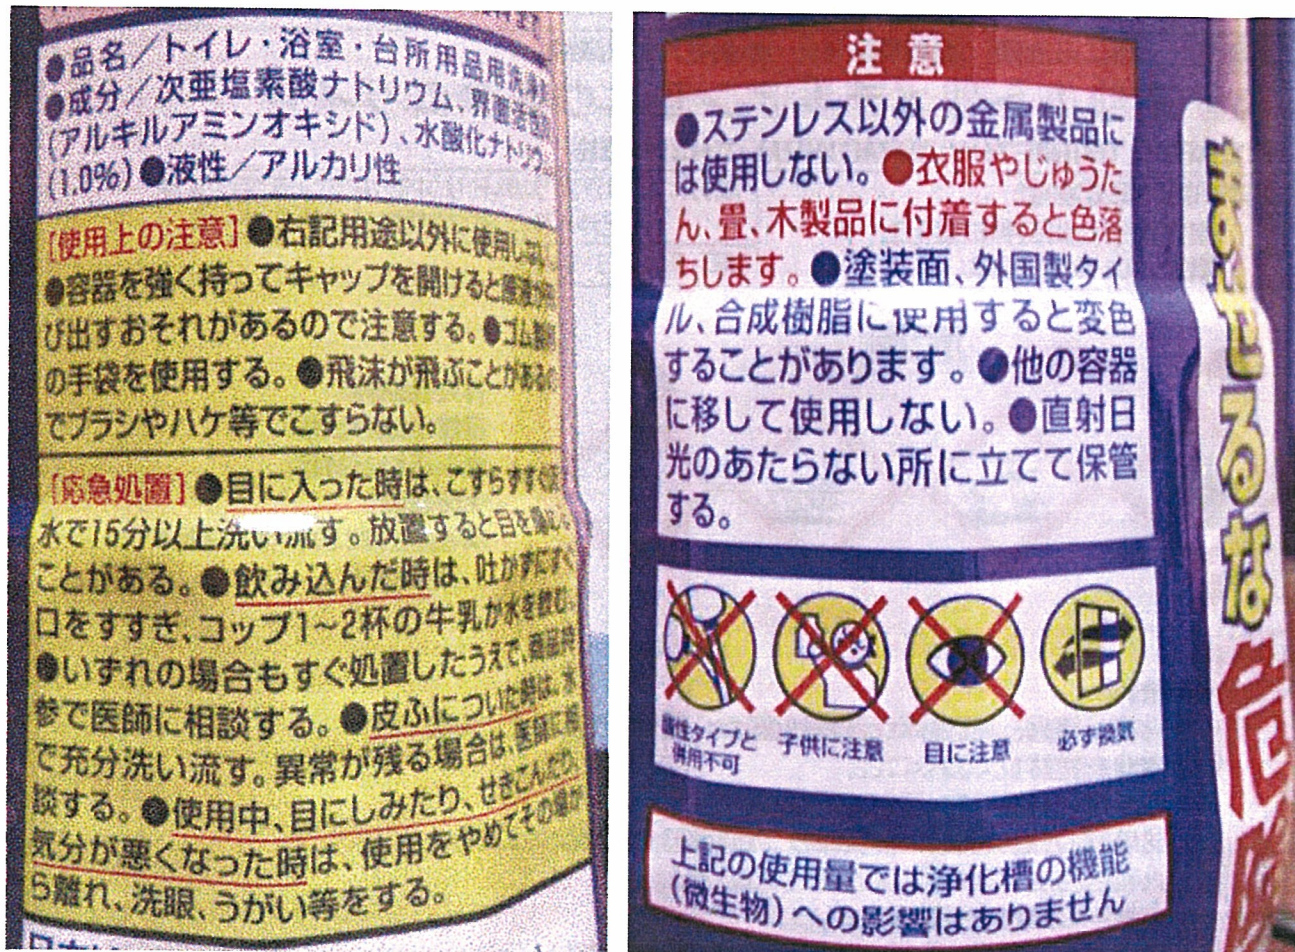 ●品名／トイレ・浴室・台所用品用洗浄
●成分／次亜塩素酸ナトリウム、界面活性
(アルキルアミンオキシド)、水酸化ナトリウ
(1.0%)●液性／アルカリ性
[使用上の注意]●右記用途以外に使用しない
●容器を強く持ってキャップを開けると
び出すおそれがあるので注意する。●ゴム製
の手袋を使用する。●飛沫が飛ぶことがあるの
でブラシやハケ等でこすらない。
[応急処置]●目に入った時は、こすらずすぐ
水で15分以上洗い流す。放置すると目を
ことがある。●飲み込んだ時は、吐かずにすぐ
口をすすぎ、コップ1~2杯の牛乳か水を飲む。
●いずれの場合もすぐ処置したうえで、商品持
参で医師に相談する。●皮ふについた時は、水
で充分洗い流す。異常が残る場合は、医師に相
談する。●使用中、目にしみたり、せきこんだり、
気分が悪くなった時は、使用をやめてその場か
ら離れ、洗眼、うがい等をする。
注意
●ステンレス以外の金属製品に
は使用しない。●衣服やじゅうた
ん、畳、木製品に付着すると色落
ちします。●塗装面、外国製タイ
ル、合成樹脂に使用すると変色
することがあります。●他の容器
に移して使用しない。●直射日
光のあたらない所に立てて保管
する。
酸性タイプと
併用不可
子供に注意
目に注意
必ず換気
上記の使用量では浄化槽の機能
(微生物)への影響はありません
まぜるな
危険